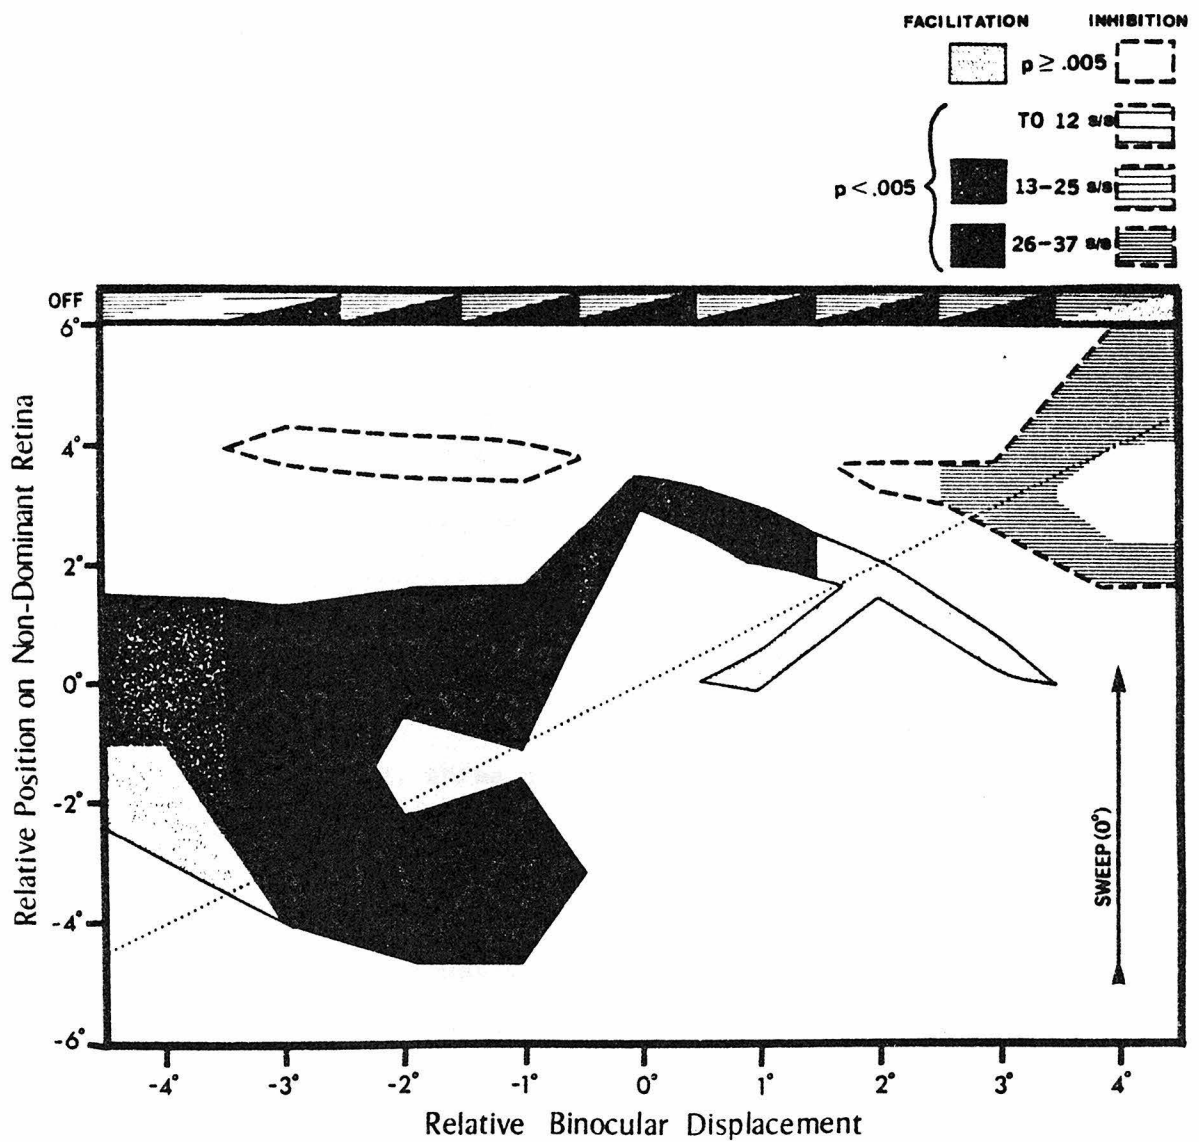 FACILITATION INHIBITION
p ≥ .005
TO 12 s/s
p < .005 13-25 s/s
26-37 s/s
OFF
6°
4°
2°
0°
-2°
-4°
-6°
Relative Position on Non-Dominant Retina
SWEEP (0°)
-4° -3° -2° -1° 0° 1° 2° 3° 4°
Relative Binocular Displacement